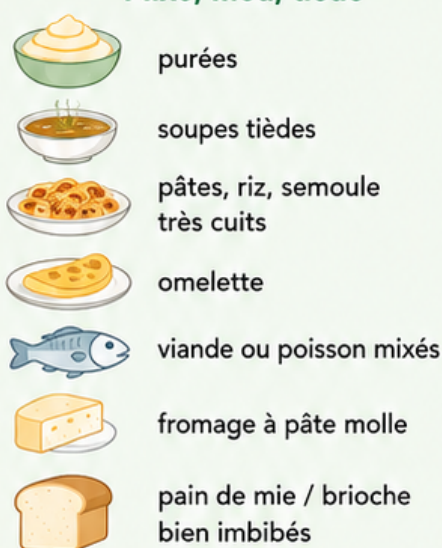 purées
soupes tièdes
pâtes, riz, semoule
très cuits
omelette
viande ou poisson mixés
fromage à pâte molle
pain de mie / brioche
bien imbibés